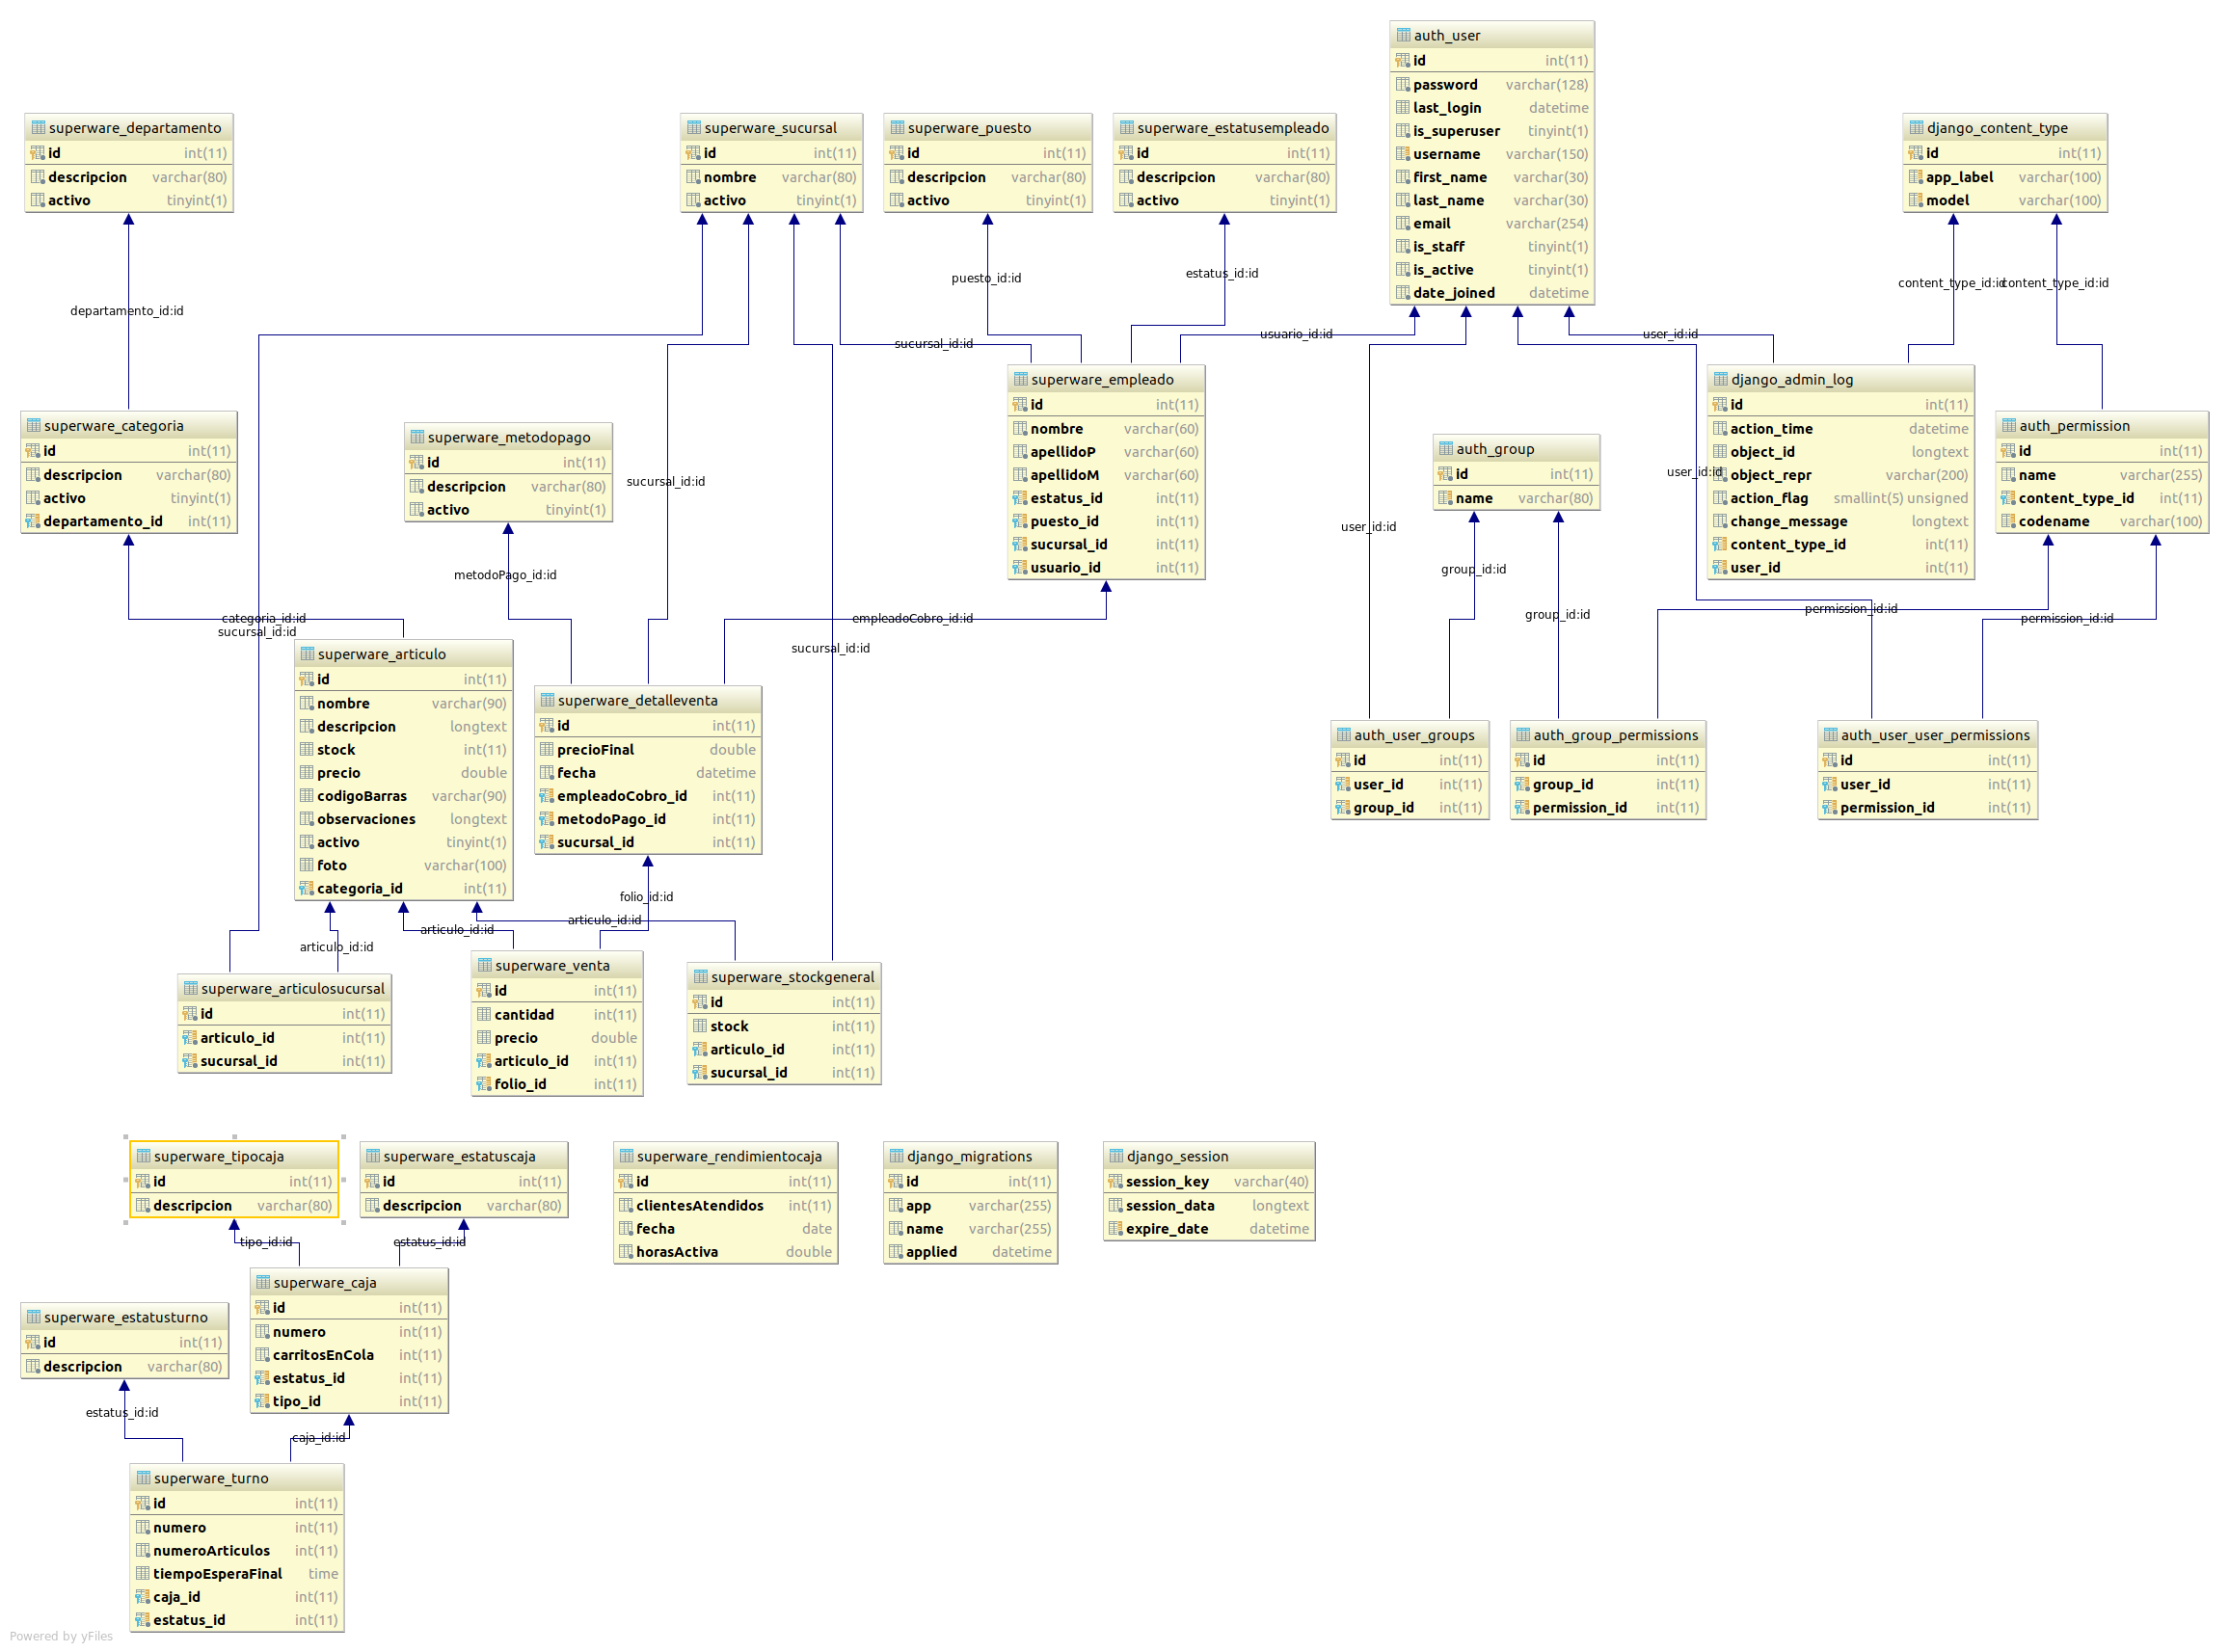 auth_user
id int(11)
password varchar(128)
last_login datetime
is_superuser tinyint(1)
username varchar(150)
first_name varchar(30)
last_name varchar(30)
email varchar(254)
is_staff tinyint(1)
is_active tinyint(1)
date_joined datetime
superware_departamento
id int(11)
descripcion varchar(80)
activo tinyint(1)
superware_sucursal
id int(11)
nombre varchar(80)
activo tinyint(1)
superware_puesto
id int(11)
descripcion varchar(80)
activo tinyint(1)
superware_estatusempleado
id int(11)
descripcion varchar(80)
activo tinyint(1)
django_content_type
id int(11)
app_label varchar(100)
model varchar(100)
departamento_id:id
puesto_id:id
estatus_id:id
content_type_id:id
content_type_id:id
sucursal_id:id
usuario_id:id
user_id:id
superware_categoria
id int(11)
descripcion varchar(80)
activo tinyint(1)
departamento_id int(11)
superware_metodopago
id int(11)
descripcion varchar(80)
activo tinyint(1)
sucursal_id:id
superware_empleado
id int(11)
nombre varchar(60)
apellidoP varchar(60)
apellidoM varchar(60)
estatus_id int(11)
puesto_id int(11)
sucursal_id int(11)
usuario_id int(11)
auth_group
id int(11)
name varchar(80)
user_id:id
user_id:id
django_admin_log
id int(11)
action_time datetime
object_id longtext
object_repr varchar(200)
action_flag smallint(5) unsigned
change_message longtext
content_type_id int(11)
user_id int(11)
auth_permission
id int(11)
name varchar(255)
content_type_id int(11)
codename varchar(100)
metodoPago_id:id
group_id:id
categoria_id:id
sucursal_id:id
empleadoCobro_id:id
sucursal_id:id
group_id:id
permission_id:id
permission_id:id
superware_articulo
id int(11)
nombre varchar(90)
descripcion longtext
stock int(11)
precio double
codigoBarras varchar(90)
observaciones longtext
activo tinyint(1)
foto varchar(100)
categoria_id int(11)
superware_detalleventa
id int(11)
precioFinal double
fecha datetime
empleadoCobro_id int(11)
metodoPago_id int(11)
sucursal_id int(11)
auth_user_groups
id int(11)
user_id int(11)
group_id int(11)
auth_group_permissions
id int(11)
group_id int(11)
permission_id int(11)
auth_user_user_permissions
id int(11)
user_id int(11)
permission_id int(11)
folio_id:id
articulo_id:id
articulo_id:id
articulo_id:id
superware_articulosucursal
id int(11)
articulo_id int(11)
sucursal_id int(11)
superware_venta
id int(11)
cantidad int(11)
precio double
articulo_id int(11)
folio_id int(11)
superware_stockgeneral
id int(11)
stock int(11)
articulo_id int(11)
sucursal_id int(11)
superware_tipocaja
id int(11)
descripcion varchar(80)
superware_estatuscaja
id int(11)
descripcion varchar(80)
superware_rendimientocaja
id int(11)
clientesAtendidos int(11)
fecha date
horasActiva double
django_migrations
id int(11)
app varchar(255)
name varchar(255)
applied datetime
django_session
session_key varchar(40)
session_data longtext
expire_date datetime
tipo_id:id
estatus_id:id
superware_caja
id int(11)
numero int(11)
carritosEnCola int(11)
estatus_id int(11)
tipo_id int(11)
superware_estatusturno
id int(11)
descripcion varchar(80)
estatus_id:id
caja_id:id
superware_turno
id int(11)
numero int(11)
numeroArticulos int(11)
tiempoEsperaFinal time
caja_id int(11)
estatus_id int(11)
Powered by yFiles